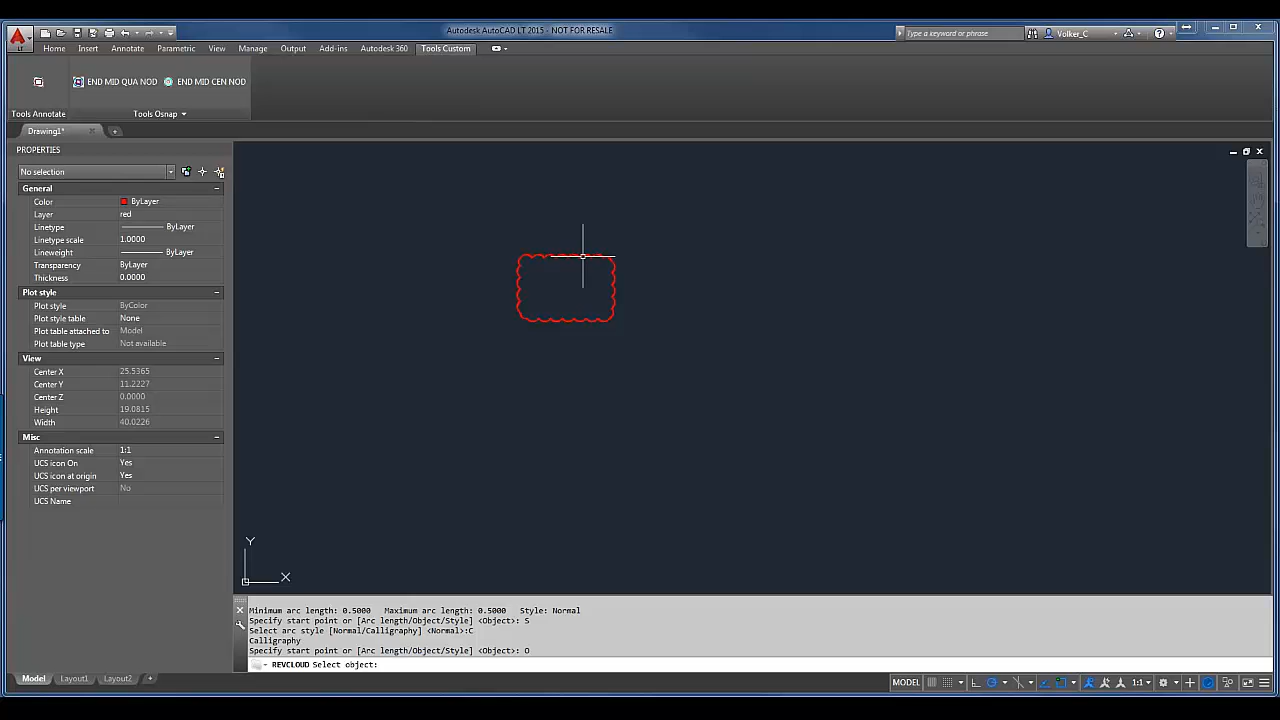 Autodesk AutoCAD LT 2015 - NOT FOR RESALE
Type a keyword or phrase
Volker_C
LT
Home Insert Annotate Parametric View Manage Output Add-ins Autodesk 360 Tools Custom
END MID QUA NOD END MID CEN NOD
Tools Annotate Tools Osnap
Drawing1*
PROPERTIES
No selection
General
Color ByLayer
Layer red
Linetype ByLayer
Linetype scale 1.0000
Lineweight ByLayer
Transparency ByLayer
Thickness 0.0000
Plot style
Plot style ByColor
Plot style table None
Plot table attached to Model
Plot table type Not available
View
Center X 25.5365
Center Y 11.2227
Center Z 0.0000
Height 19.0815
Width 40.0226
Misc
Annotation scale 1:1
UCS icon On Yes
UCS icon at origin Yes
UCS per viewport No
UCS Name
Y
X
Minimum arc length: 0.5000 Maximum arc length: 0.5000 Style: Normal
Specify start point or [Arc length/Object/Style] <Object>: S
Select arc style [Normal/Calligraphy] <Normal>:C
Calligraphy
Specify start point or [Arc length/Object/Style] <Object>: O
- REVCLOUD Select object:
Model Layout1 Layout2 +
MODEL 1:1